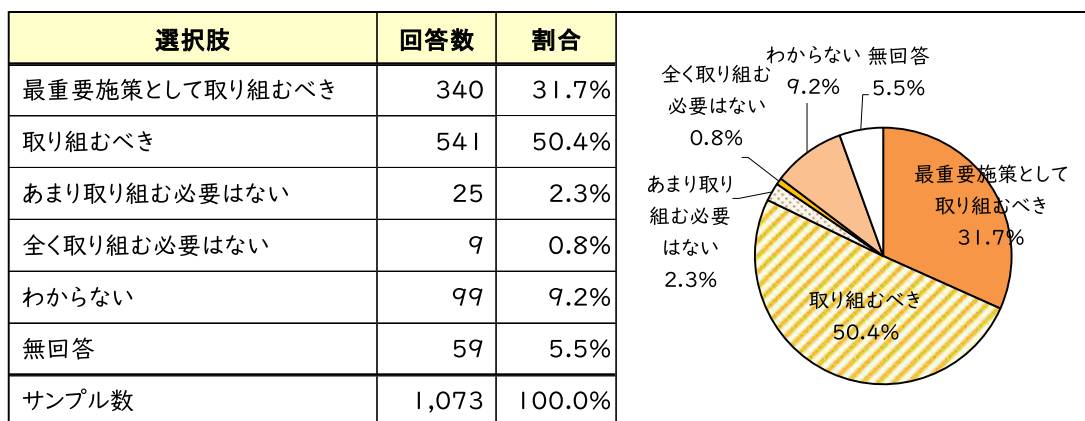 選択肢 回答数 割合
最重要施策として取り組むべき 340 31.7%
取り組むべき 541 50.4%
あまり取り組む必要はない 25 2.3%
全く取り組む必要はない 9 0.8%
わからない 99 9.2%
無回答 59 5.5%
サンプル数 1,073 100.0%
わからない
9.2%
無回答
5.5%
全く取り組む
必要はない
0.8%
あまり取り
組む必要
はない
2.3%
最重要施策として
取り組むべき
31.7%
取り組むべき
50.4%